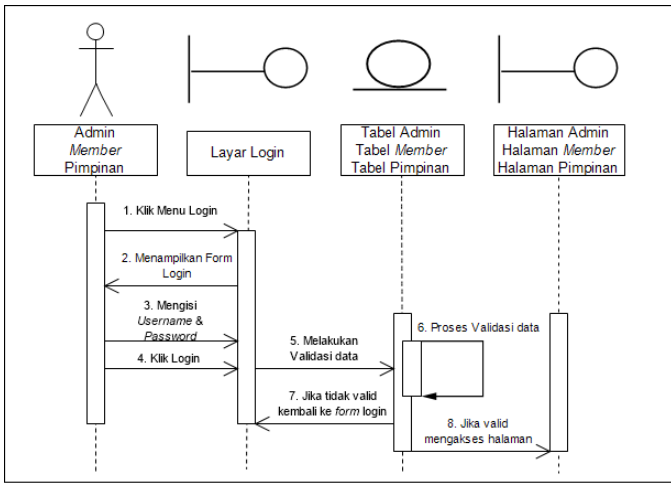 Admin
Member
Pimpinan
Layar Login
Tabel Admin
Tabel Member
Tabel Pimpinan
Halaman Admin
Halaman Member
Halaman Pimpinan
1. Klik Menu Login
2. Menampilkan Form
Login
3. Mengisi
Username &
Password
4. Klik Login
5. Melakukan
Validasi data
6. Proses Validasi data
7. Jika tidak valid
kembali ke form login
8. Jika valid
mengakses halaman